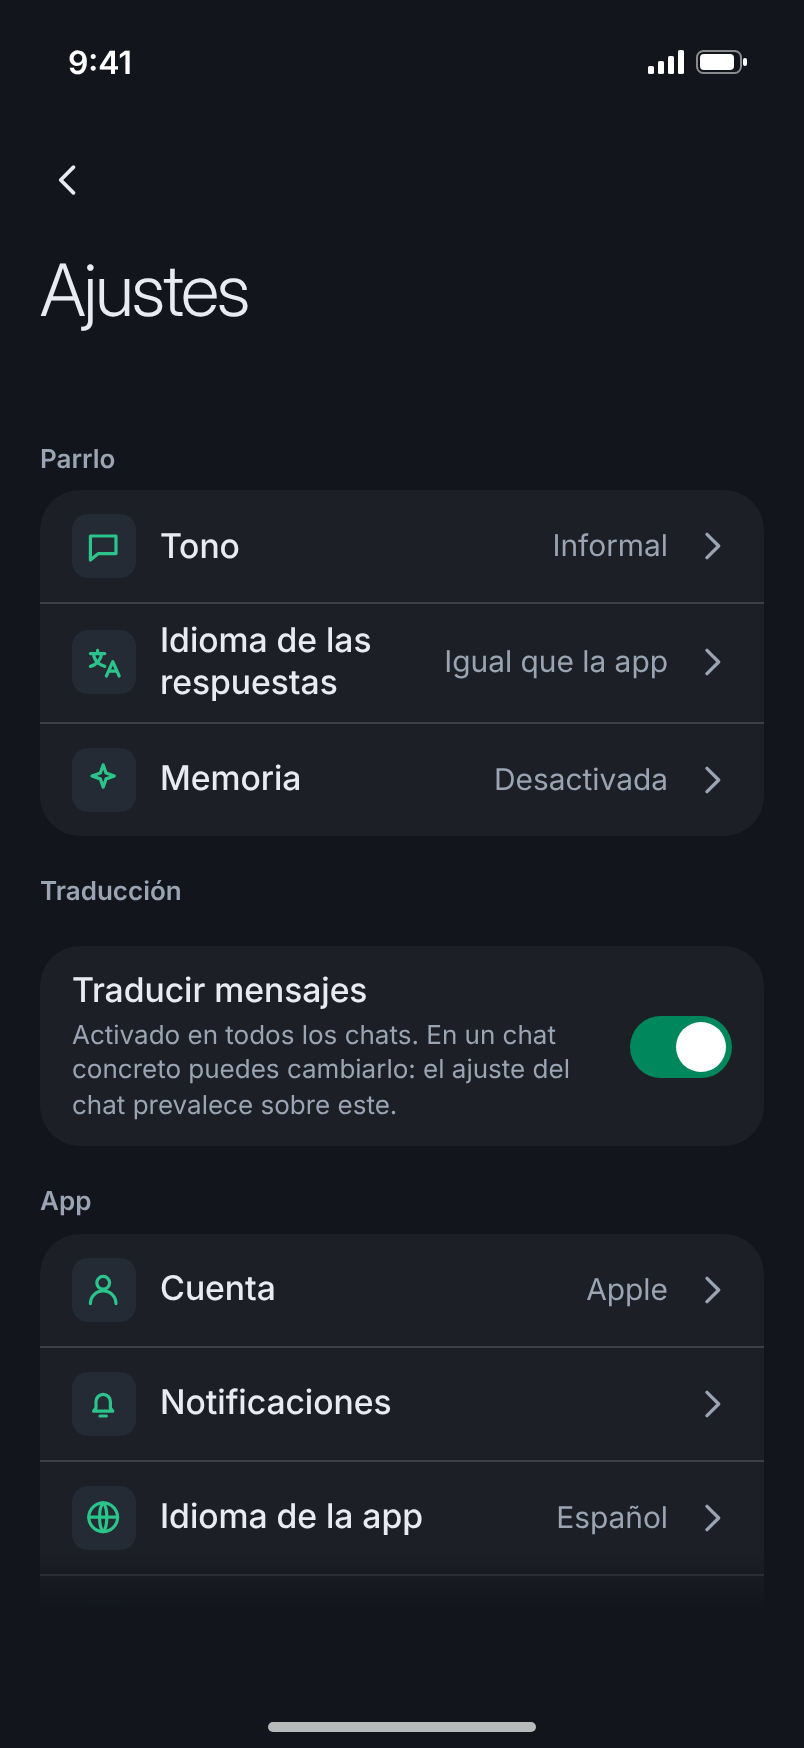 9:41
Ajustes
Parrlo
Tono
Informal
Idioma de las
respuestas
Igual que la app
Memoria
Desactivada
Traducción
Traducir mensajes
Activado en todos los chats. En un chat
concreto puedes cambiarlo: el ajuste del
chat prevalece sobre este.
App
Cuenta
Apple
Notificaciones
Idioma de la app
Español